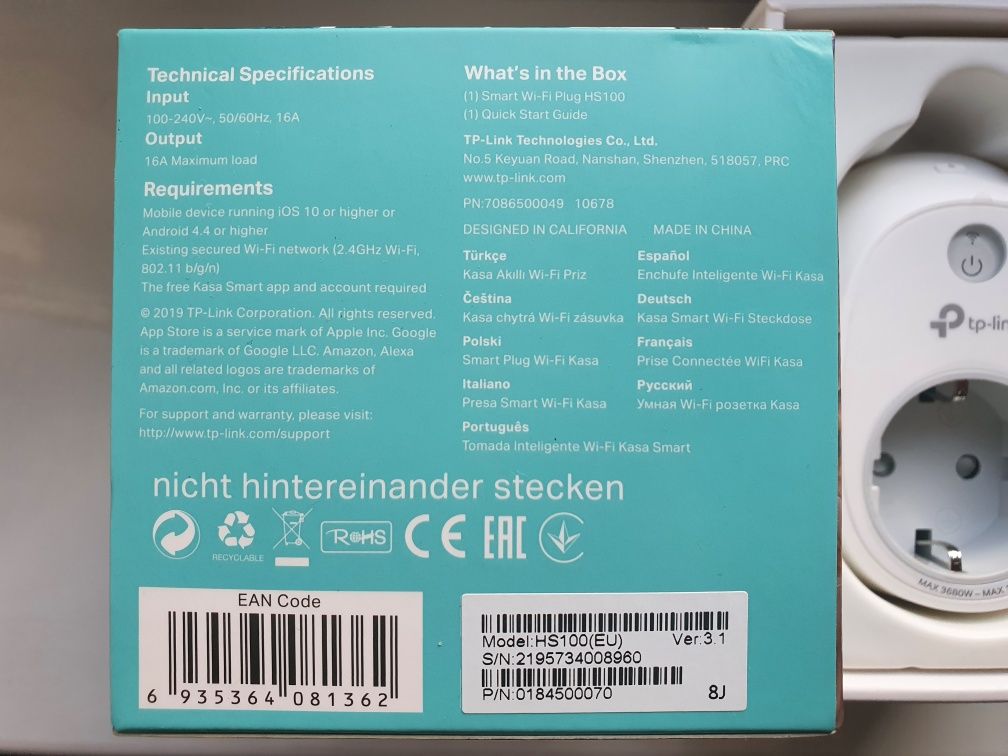 Technical Specifications
Input
100-240V~, 50/60Hz, 16A
Output
16A Maximum load
Requirements
Mobile device running iOS 10 or higher or
Android 4.4 or higher
Existing secured Wi-Fi network (2.4GHz Wi-Fi,
802.11 b/g/n)
The free Kasa Smart app and account required
© 2019 TP-Link Corporation. All rights reserved.
App Store is a service mark of Apple Inc. Google
is a trademark of Google LLC. Amazon, Alexa
and all related logos are trademarks of
Amazon.com, Inc. or its affiliates.
For support and warranty, please visit:
http://www.tp-link.com/support
What's in the Box
(1) Smart Wi-Fi Plug HS100
(1) Quick Start Guide
TP-Link Technologies Co., Ltd.
No.5 Keyuan Road, Nanshan, Shenzhen, 518057, PRC
www.tp-link.com
PN:7086500049 10678
DESIGNED IN CALIFORNIA MADE IN CHINA
Türkçe
Kasa Akıllı Wi-Fi Priz
Español
Enchufe Inteligente Wi-Fi Kasa
Čeština
Kasa chytrá Wi-Fi zásuvka
Deutsch
Kasa Smart Wi-Fi Steckdose
Polski
Smart Plug Wi-Fi Kasa
Français
Prise Connectée WiFi Kasa
Italiano
Presa Smart Wi-Fi Kasa
Русский
Умная Wi-Fi розетка Kasa
Português
Tomada Inteligente Wi-Fi Kasa Smart
nicht hintereinander stecken
RECYCLABLE
RoHS
CE
EAC
EAN Code
6 935364 081362
Model:HS100(EU) Ver:3.1
S/N:2195734008960
P/N:0184500070 8J
tp-lin
MAX 3680W – MAX